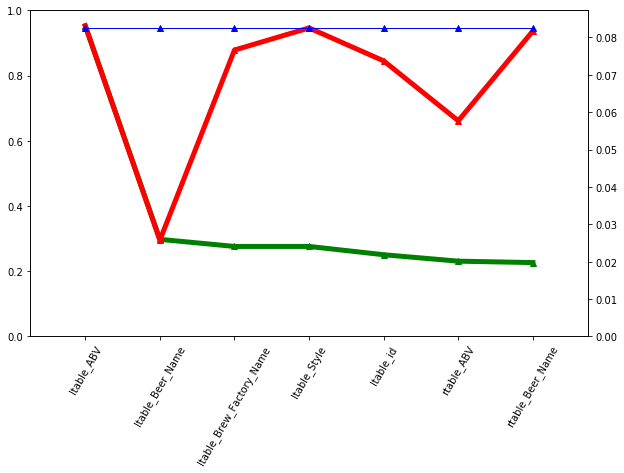 1.0
0.8
0.6
0.4
0.2
0.0
0.08
0.07
0.06
0.05
0.04
0.03
0.02
0.01
0.00
ltable_ABV
ltable_Beer_Name
ltable_Brew_Factory_Name
ltable_Style
ltable_id
rtable_ABV
rtable_Beer_Name